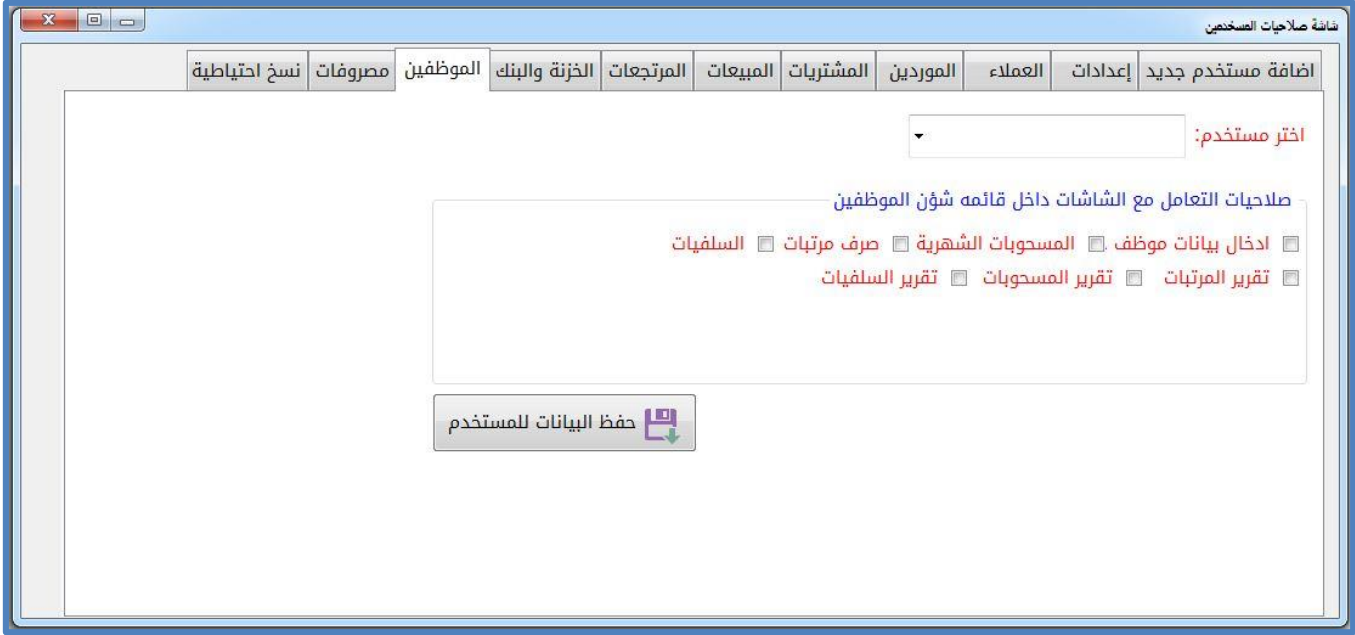 شاشة صلاحيات المسخدمين
اضافة مستخدم جديد إعدادات العملاء الموردين المشتريات المبيعات المرتجعات الخزنة والبنك الموظفين مصروفات نسخ احتياطية
اختر مستخدم:
صلاحيات التعامل مع الشاشات داخل قائمه شؤن الموظفين
ادخال بيانات موظف المسحوبات الشهرية صرف مرتبات السلفيات
تقرير المرتبات تقرير المسحوبات تقرير السلفيات
حفظ البيانات للمستخدم